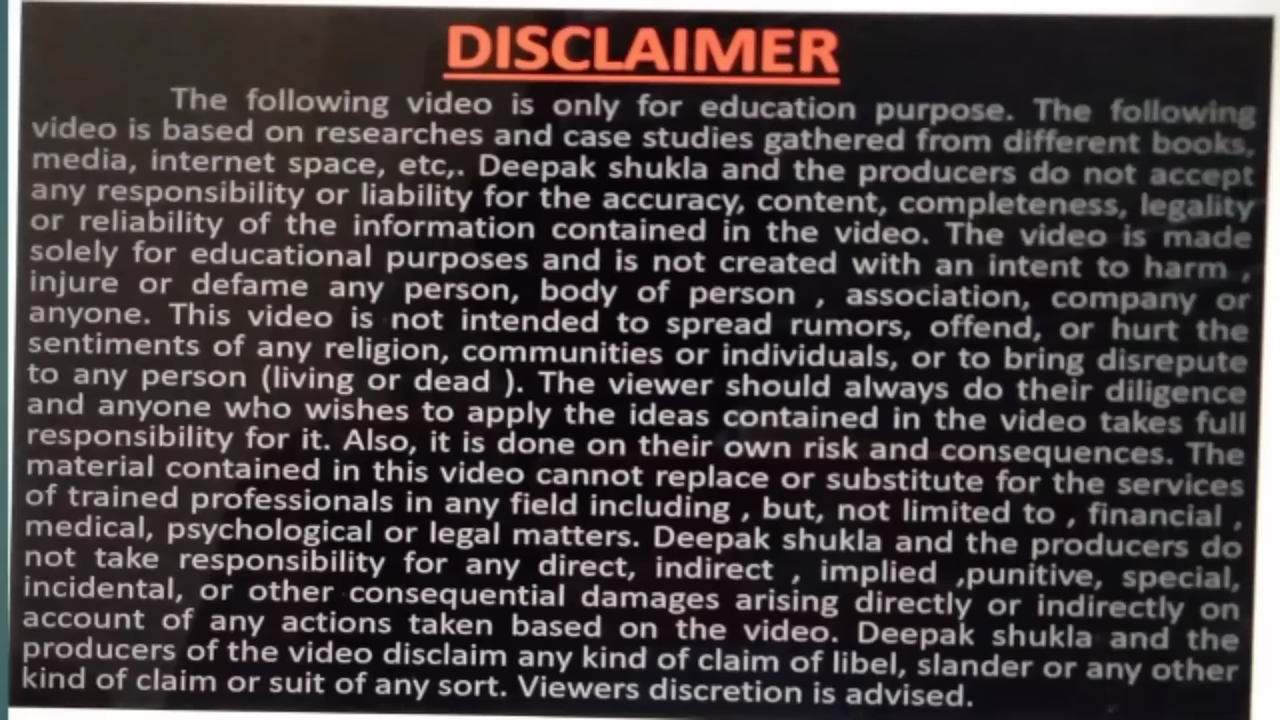 DISCLAIMER
The following video is only for education purpose. The following
video is based on researches and case studies gathered from different books,
media, internet space, etc,. Deepak shukla and the producers do not accept
any responsibility or liability for the accuracy, content, completeness, legality
or reliability of the information contained in the video. The video is made
solely for educational purposes and is not created with an intent to harm ,
injure or defame any person, body of person , association, company or
anyone. This video is not intended to spread rumors, offend, or hurt the
sentiments of any religion, communities or individuals, or to bring disrepute
to any person (living or dead ). The viewer should always do their diligence
and anyone who wishes to apply the ideas contained in the video takes full
responsibility for it. Also, it is done on their own risk and consequences. The
material contained in this video cannot replace or substitute for the services
of trained professionals in any field including , but, not limited to , financial ,
medical, psychological or legal matters. Deepak shukla and the producers do
not take responsibility for any direct, indirect , implied ,punitive, special,
incidental, or other consequential damages arising directly or indirectly on
account of any actions taken based on the video. Deepak shukla and the
producers of the video disclaim any kind of claim of libel, slander or any other
kind of claim or suit of any sort. Viewers discretion is advised.